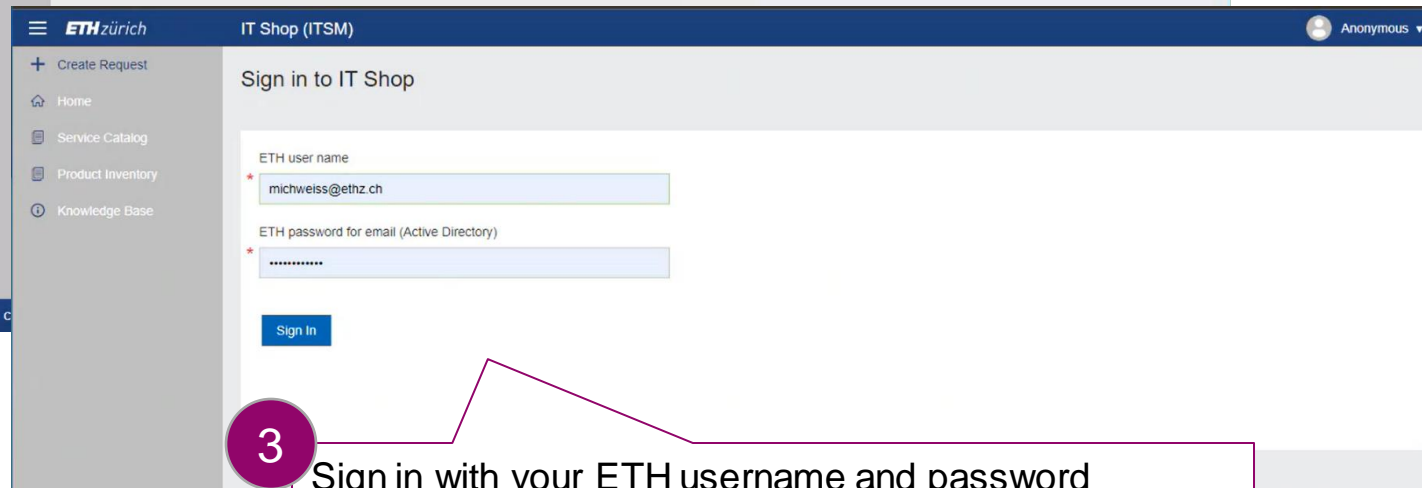 ETHzürich
IT Shop (ITSM)
Anonymous
Create Request
Home
Service Catalog
Product Inventory
Knowledge Base
Sign in to IT Shop
ETH user name
* michweiss@ethz.ch
ETH password for email (Active Directory)
* ••••••••••••
Sign In
3
Sign in with your ETH username and password